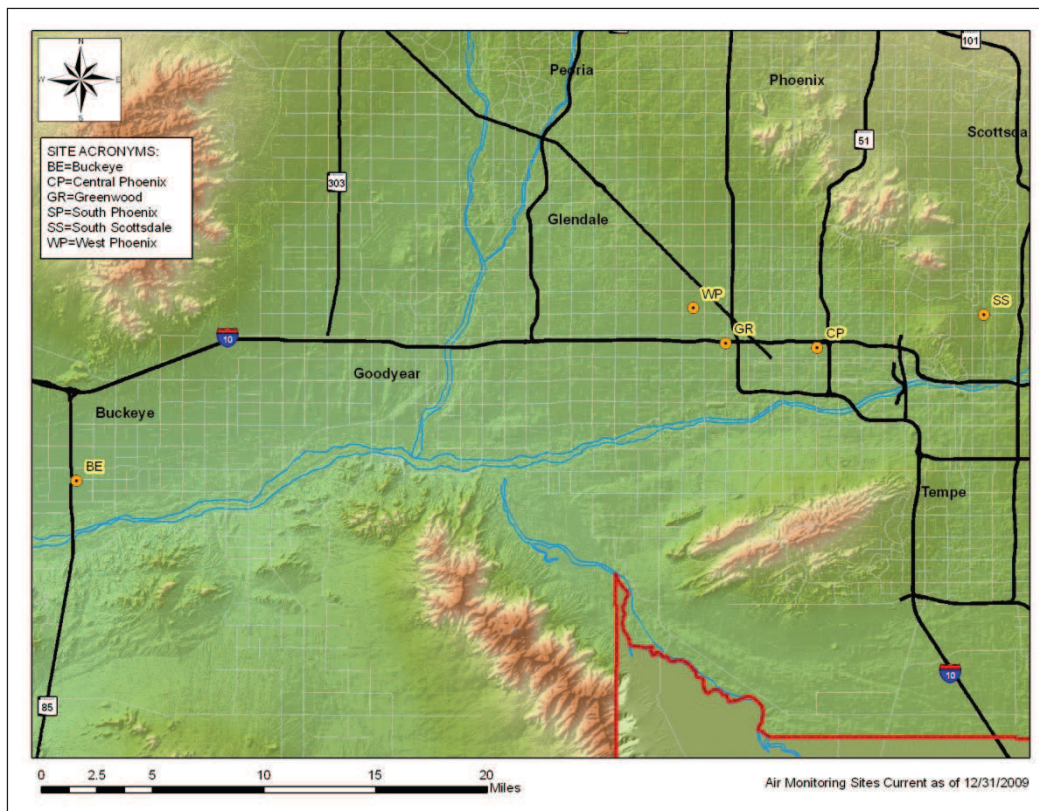 N
W E
S
SITE ACRONYMS:
BE=Buckeye
CP=Central Phoenix
GR=Greenwood
SP=South Phoenix
SS=South Scottsdale
WP=West Phoenix
101
Peoria
Phoenix
51
Scottsda
303
Glendale
WP
SS
GR
CP
10
Goodyear
Buckeye
BE
Tempe
10
85
0 2.5 5 10 15 20
Miles
Air Monitoring Sites Current as of 12/31/2009